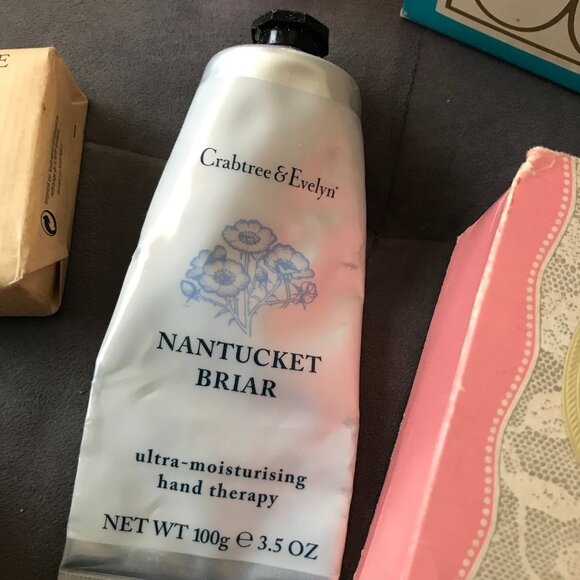 Crabtree & Evelyn®
NANTUCKET
BRIAR
ultra-moisturising
hand therapy
NET WT 100g ℮ 3.5 OZ